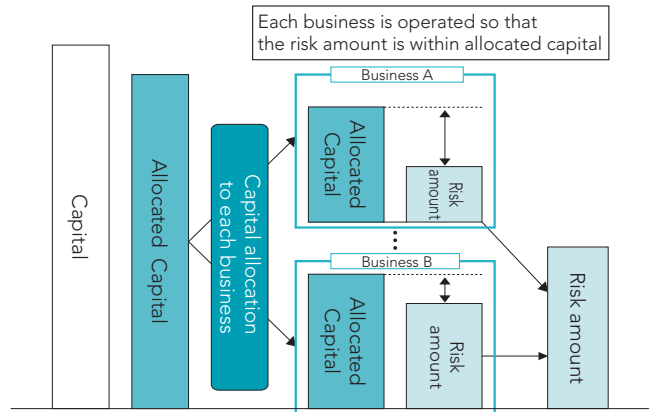 Each business is operated so that
the risk amount is within allocated capital
Capital
Allocated Capital
Capital allocation
to each business
Business A
Allocated
Capital
Risk
amount
Business B
Allocated
Capital
Risk
amount
Risk amount